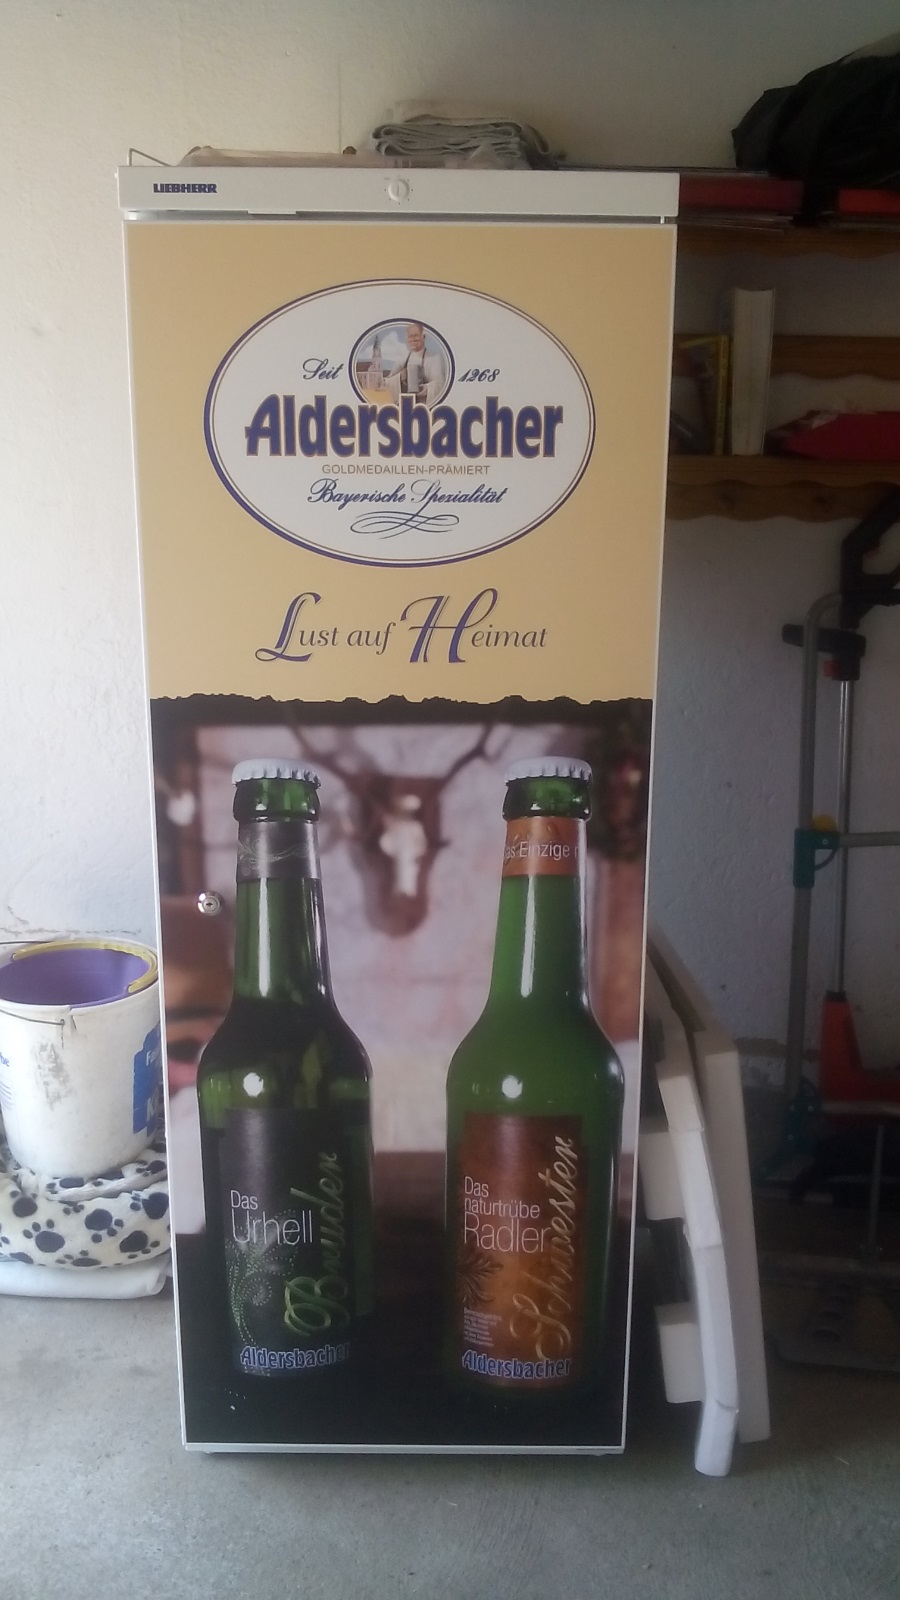 LIEBHERR
Seit 1268
Aldersbacher
GOLDMEDAILLEN-PRÄMIERT
Bayerische Spezialität
Lust auf Heimat
as Einzige
Das
Urhell
Bruder
Aldersbacher
Das
naturtrübe
Radler
Schwester
Aldersbacher